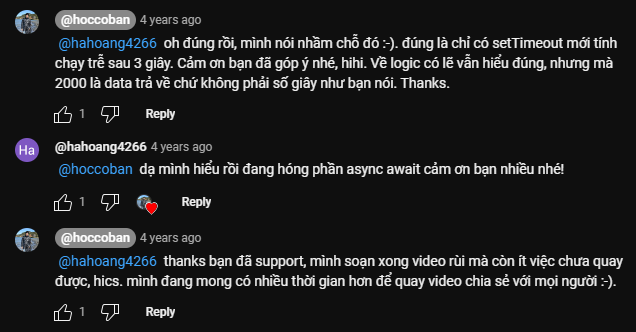 @hoccoban 4 years ago
@hahoang4266 oh đúng rồi, mình nói nhầm chỗ đó :-). đúng là chỉ có setTimeout mới tính
chạy trễ sau 3 giây. Cảm ơn bạn đã góp ý nhé, hihi. Về logic có lẽ vẫn hiểu đúng, nhưng mà
2000 là data trả về chứ không phải số giây như bạn nói. Thanks.
1 Reply
Ha @hahoang4266 4 years ago
@hoccoban dạ mình hiểu rồi đang hóng phần async await cảm ơn bạn nhiều nhé!
1 Reply
@hoccoban 4 years ago
@hahoang4266 thanks bạn đã support, mình soạn xong video rùi mà còn ít việc chưa quay
được, hics. mình đang mong có nhiều thời gian hơn để quay video chia sẻ với mọi người :-).
1 Reply